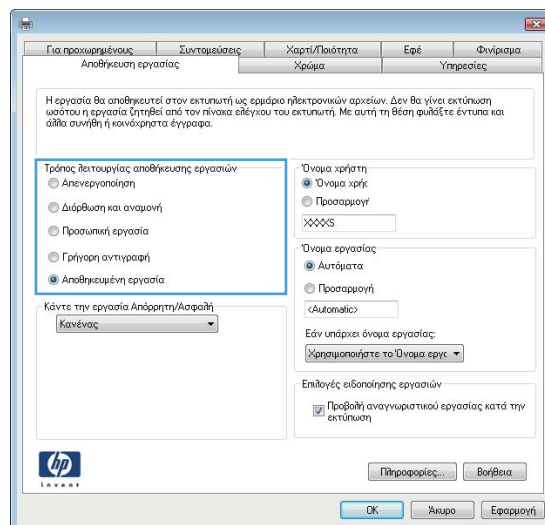 Για προχωρημένους
Συντομεύσεις
Χαρτί/Ποιότητα
Εφέ
Φινίρισμα
Αποθήκευση εργασίας
Χρώμα
Υπηρεσίες
Η εργασία θα αποθηκευτεί στον εκτυπωτή ως ερμάριο ηλεκτρονικών αρχείων. Δεν θα γίνει εκτύπωση
ωσότου η εργασία ζητηθεί από τον πίνακα ελέγχου του εκτυπωτή. Με αυτή τη θέση φυλάξτε έντυπα και
άλλα συνήθη ή κοινόχρηστα έγγραφα.
Τρόπος λειτουργίας αποθήκευσης εργασιών
Απενεργοποίηση
Διόρθωση και αναμονή
Προσωπική εργασία
Γρήγορη αντιγραφή
Αποθηκευμένη εργασία
Κάντε την εργασία Απόρρητη/Ασφαλή
Κανένας
Όνομα χρήστη
Όνομα χρής
Προσαρμογή
XXXXS
Όνομα εργασίας
Αυτόματα
Προσαρμογή
<Automatic>
Εάν υπάρχει όνομα εργασίας:
Χρησιμοποιήστε το Όνομα εργα
Επιλογές ειδοποίησης εργασιών
Προβολή αναγνωριστικού εργασίας κατά την
εκτύπωση
hp
invent
Πληροφορίες...
Βοήθεια
OK
Άκυρο
Εφαρμογή